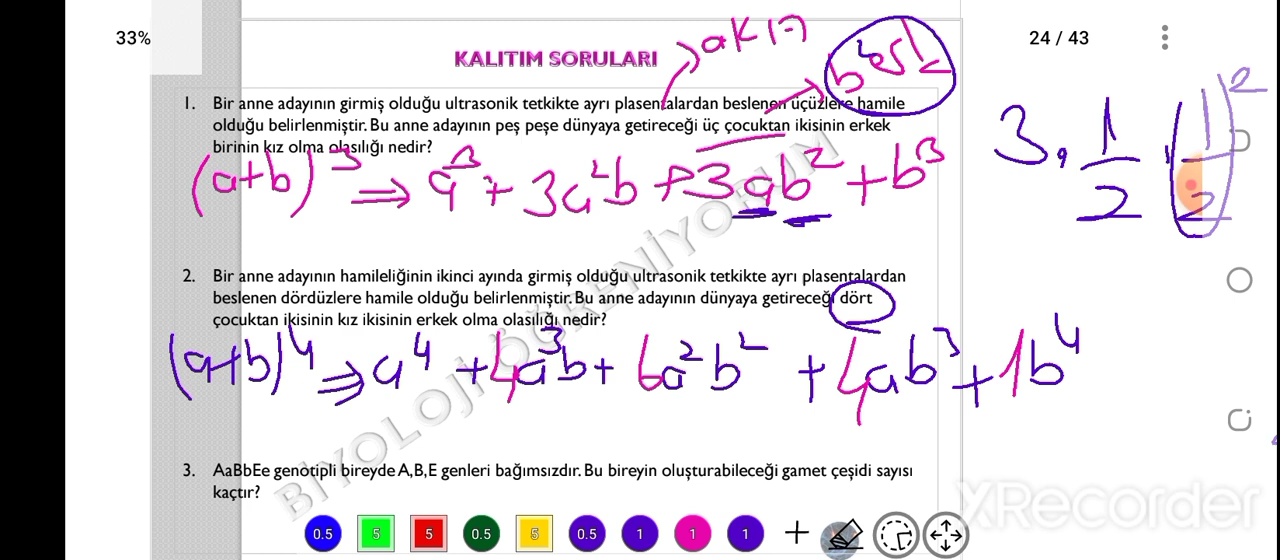 33%
24 / 43
KALITIM SORULARI
a k17
b
1. Bir anne adayının girmiş olduğu ultrasonik tetkikte ayrı plasentalardan beslenen üçüzlere hamile
olduğu belirlenmiştir. Bu anne adayının peş peşe dünyaya getireceği üç çocuktan ikisinin erkek
birinin kız olma olasılığı nedir?
3 . 1/2 . (1/2)²
(a+b)³ ⇒ a³ + 3a²b + 3ab² + b³
2. Bir anne adayının hamileliğinin ikinci ayında girmiş olduğu ultrasonik tetkikte ayrı plasentalardan
beslenen dördüzlere hamile olduğu belirlenmiştir. Bu anne adayının dünyaya getireceği dört
çocuktan ikisinin kız ikisinin erkek olma olasılığı nedir?
(a+b)⁴ ⇒ a⁴ + 4a³b + 6a²b² + 4ab³ + 1b⁴
3. AaBbEe genotipli bireyde A,B,E genleri bağımsızdır. Bu bireyin oluşturabileceği gamet çeşidi sayısı
kaçtır?
BİYOLOJİ ÖĞRENİYORUM
XRecorder
0.5 5 5 0.5 5 0.5 1 1 1 +